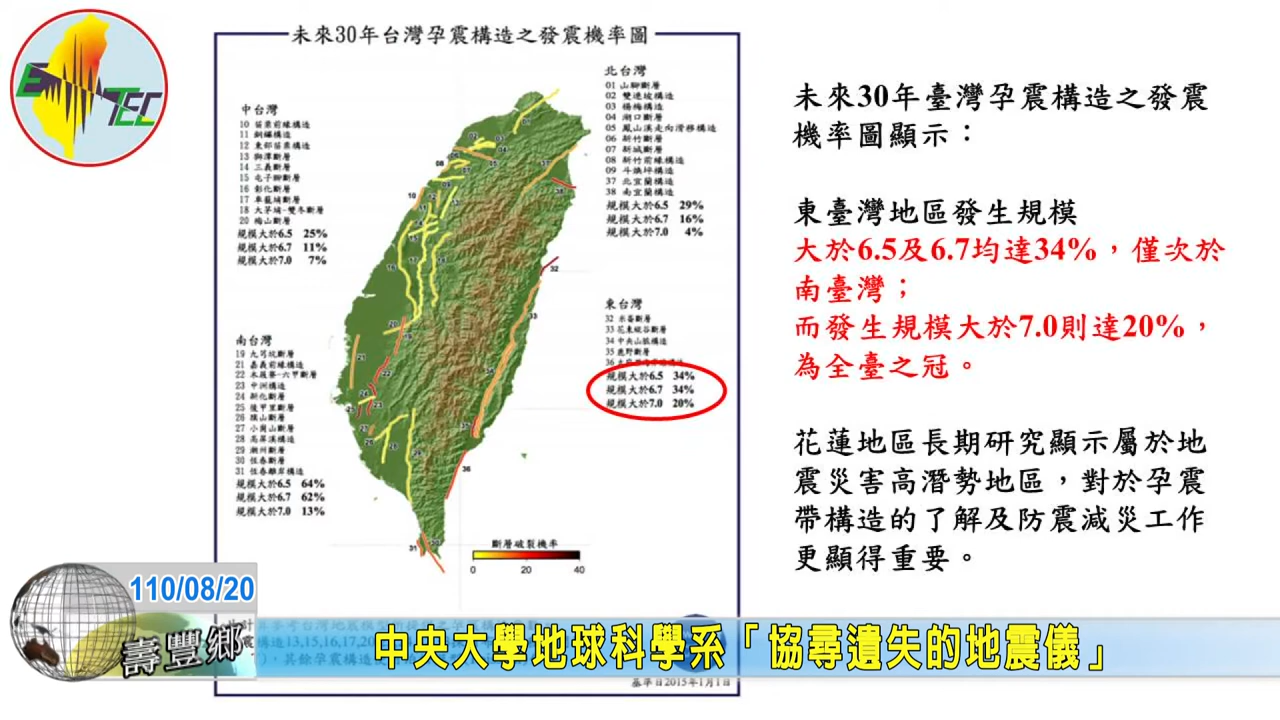 E TEC
未來30年台灣孕震構造之發震機率圖
中台灣
10 苗栗前緣構造
11 銅鑼構造
12 東部苗栗構造
13 獅潭斷層
14 三義斷層
15 屯子腳斷層
16 彰化斷層
17 車籠埔斷層
18 大茅埔-雙冬斷層
20 梅山斷層
規模大於6.5 25%
規模大於6.7 11%
規模大於7.0 7%
北台灣
01 山腳斷層
02 雙連坡構造
03 楊梅構造
04 湖口斷層
05 鳳山溪走向滑移構造
06 新竹斷層
07 新城斷層
08 新竹前緣構造
09 斗煥坪構造
37 北宜蘭構造
38 南宜蘭構造
規模大於6.5 29%
規模大於6.7 16%
規模大於7.0 4%
東台灣
32 米崙斷層
33 花東縱谷斷層
34 中央山脈構造
35 鹿野斷層
規模大於6.5 34%
規模大於6.7 34%
規模大於7.0 20%
南台灣
19 九芎坑斷層
21 嘉義前緣構造
22 木屐寮-六甲斷層
23 中洲構造
24 新化斷層
25 後甲里斷層
26 旗山斷層
27 小崗山斷層
28 高屏溪構造
29 潮州斷層
30 恆春斷層
31 恆春離岸構造
規模大於6.5 64%
規模大於6.7 62%
規模大於7.0 13%
斷層破裂機率
0 20 40
未來30年臺灣孕震構造之發震
機率圖顯示：
東臺灣地區發生規模
大於6.5及6.7均達34%，僅次於
南臺灣；
而發生規模大於7.0則達20%，
為全臺之冠。
花蓮地區長期研究顯示屬於地
震災害高潛勢地區，對於孕震
帶構造的了解及防震減災工作
更顯得重要。
110/08/20
壽豐鄉
中央大學地球科學系「協尋遺失的地震儀」
基準日2015年1月1日